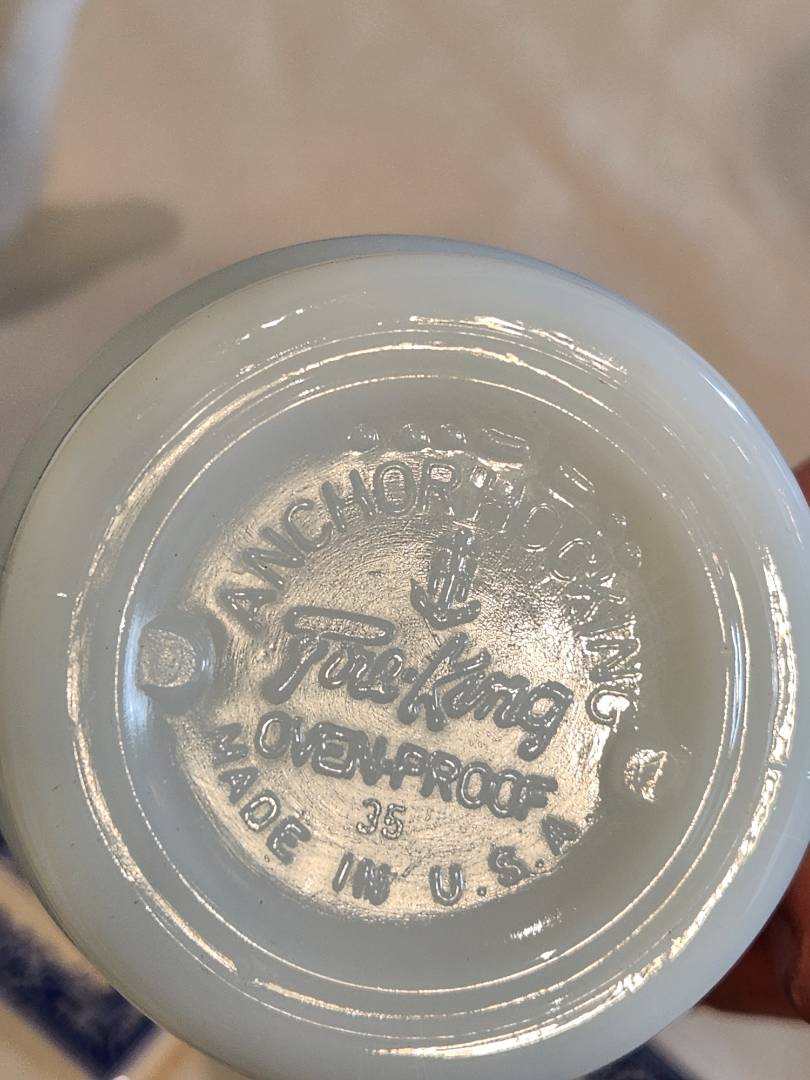 ANCHOR HOCKING
Fire-King
OVEN-PROOF
35
MADE IN U.S.A.